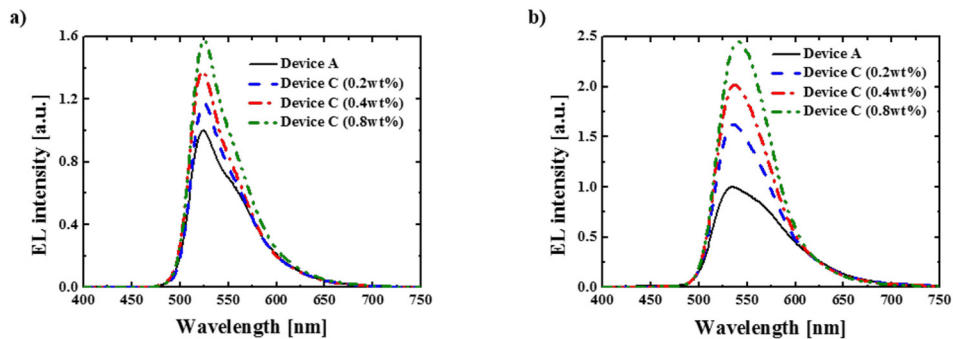 a)
1.6
1.2
0.8
0.4
0.0
EL intensity [a.u.]
Device A
Device C (0.2wt%)
Device C (0.4wt%)
Device C (0.8wt%)
400 450 500 550 600 650 700 750
Wavelength [nm]
b)
2.5
2.0
1.5
1.0
0.5
0.0
EL intensity [a.u.]
Device A
Device C (0.2wt%)
Device C (0.4wt%)
Device C (0.8wt%)
400 450 500 550 600 650 700 750
Wavelength [nm]